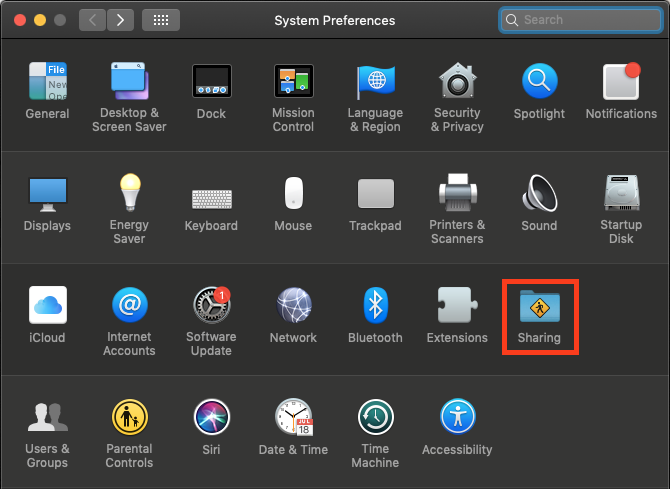 System Preferences
Search
File
New
Ope
General
Desktop &
Screen Saver
Dock
Mission
Control
Language
& Region
Security
& Privacy
Spotlight
Notifications
Displays
Energy
Saver
Keyboard
Mouse
Trackpad
Printers &
Scanners
Sound
Startup
Disk
iCloud
@
Internet
Accounts
1
Software
Update
Network
Bluetooth
Extensions
Sharing
Users &
Groups
Parental
Controls
Siri
JUL
18
Date & Time
Time
Machine
Accessibility